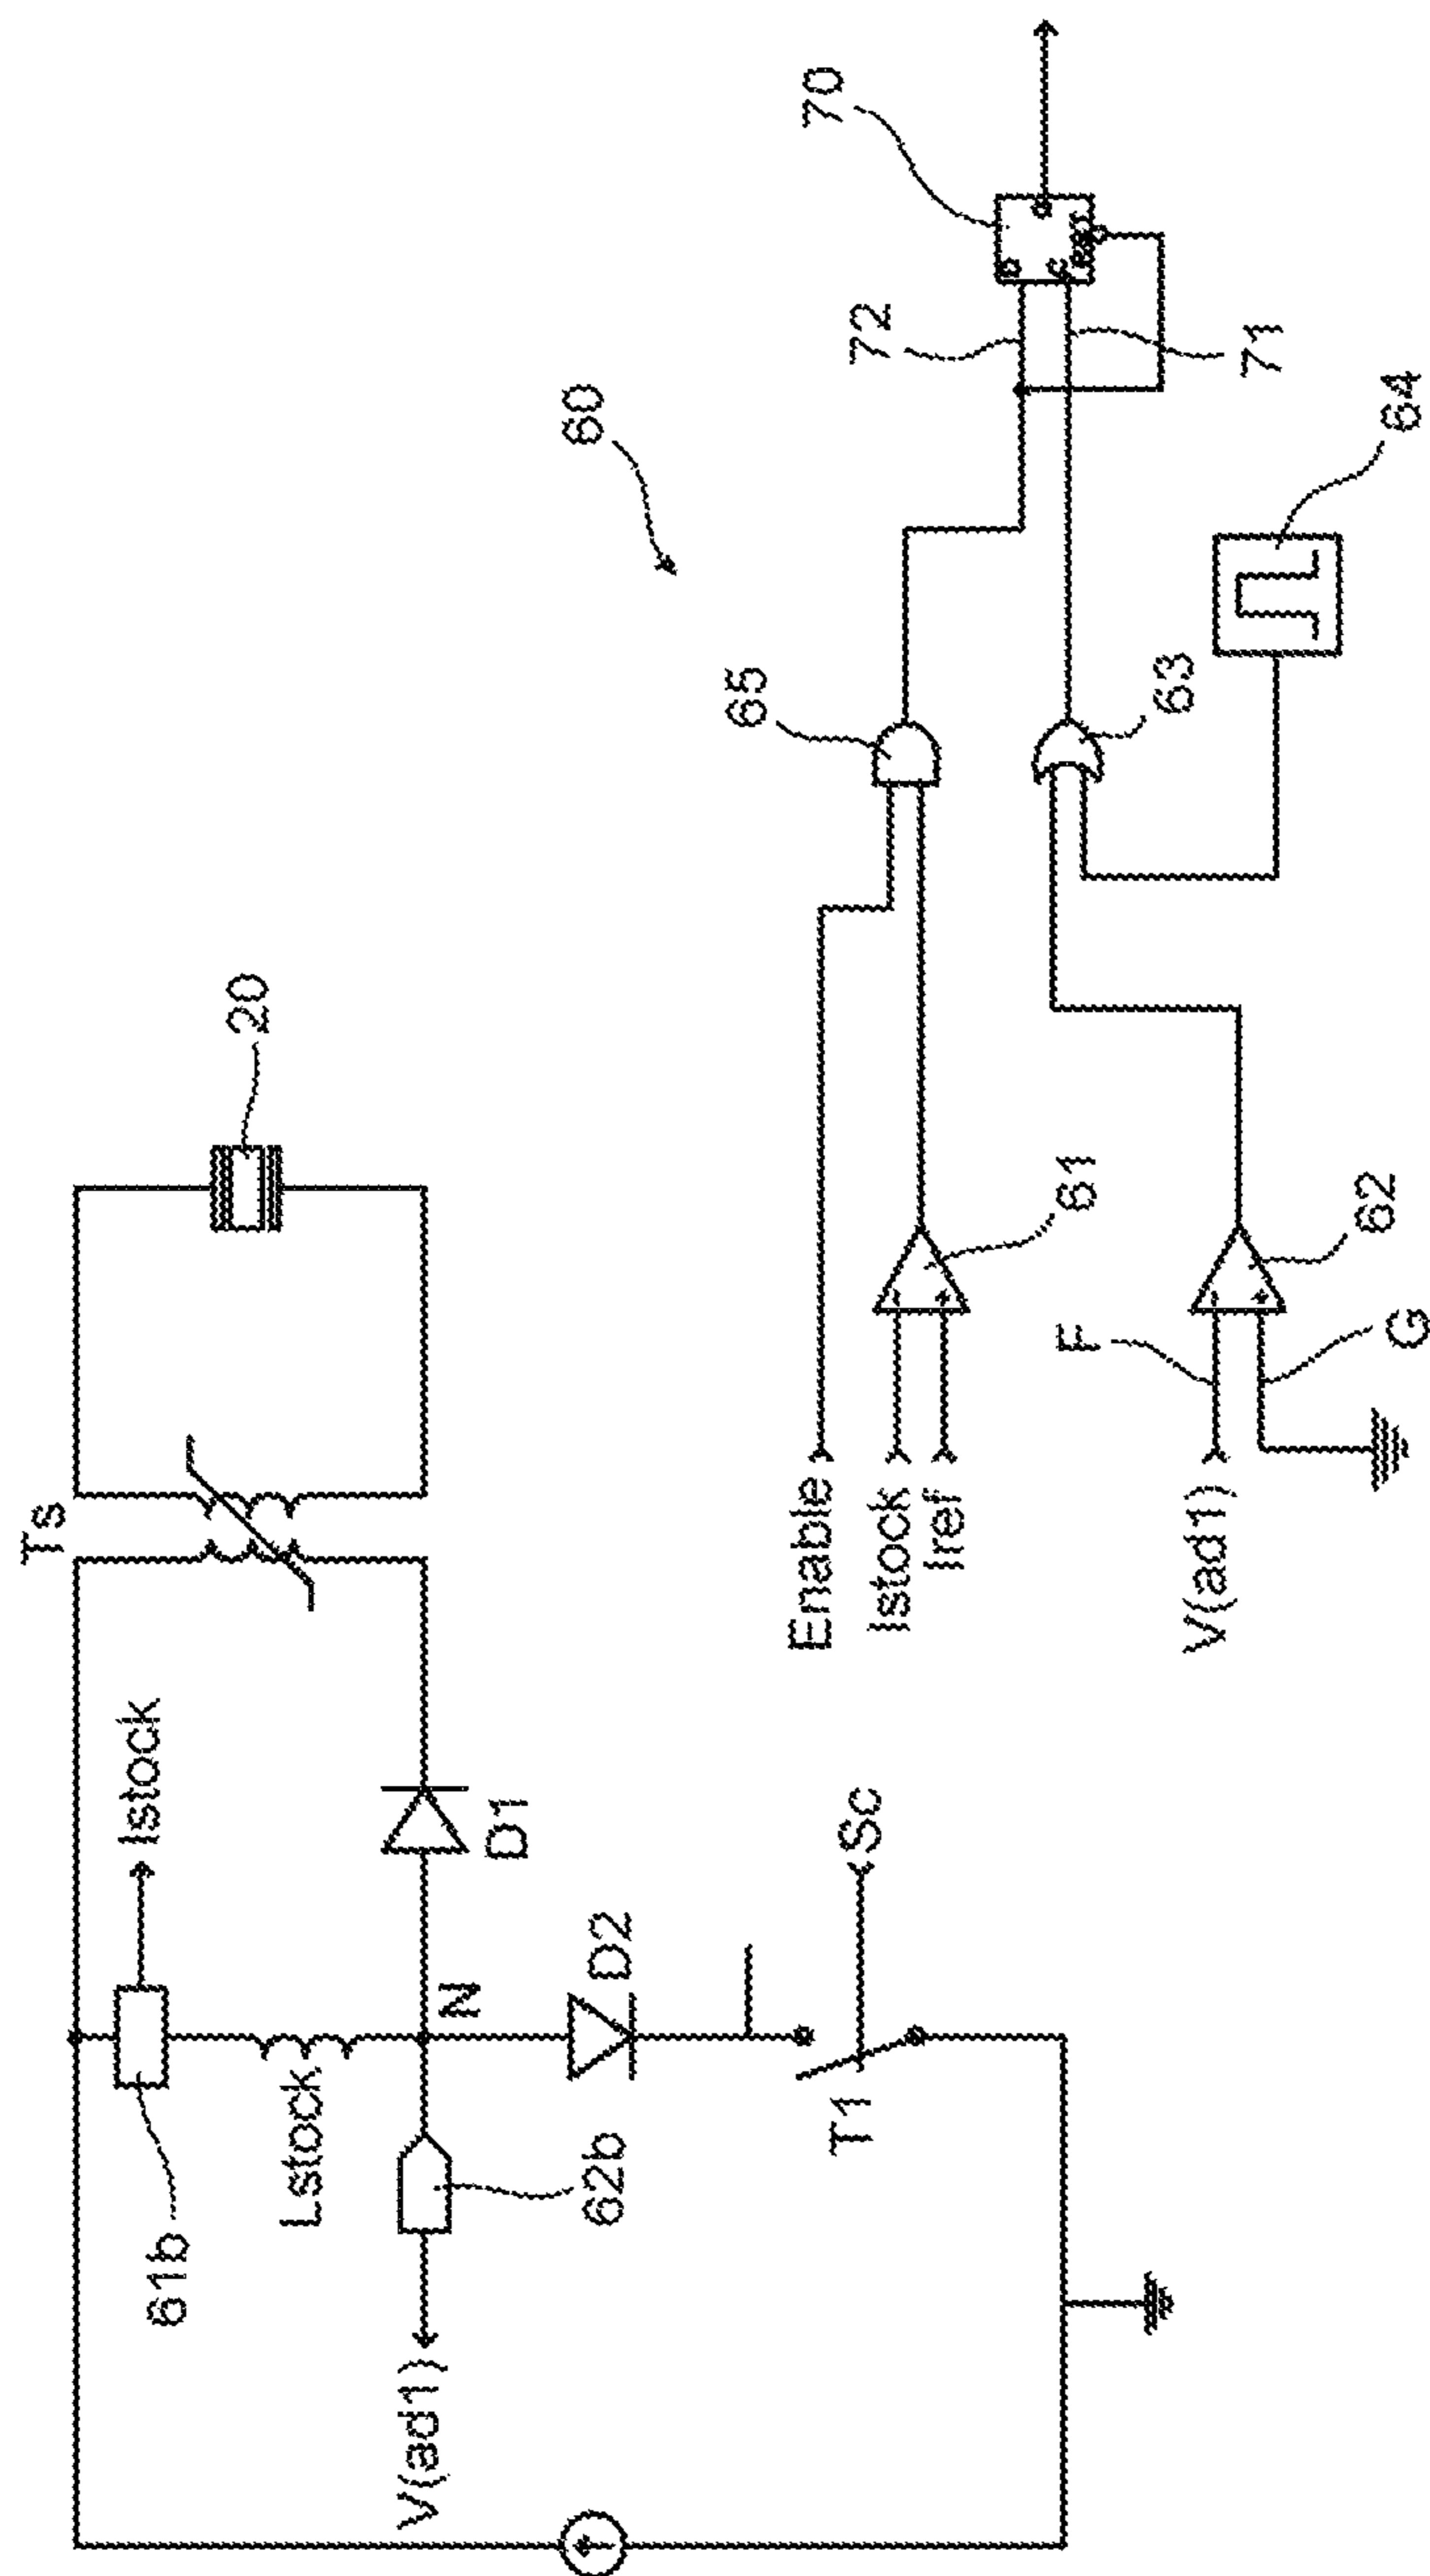 Ts
20
Istock
61b
Lstock
D1
N
V(ad1)
62b
D2
T1
Sc
60
Enable
Istock
Iref
V(ad1)
F
G
61
62
65
63
64
72
71
70
D
C